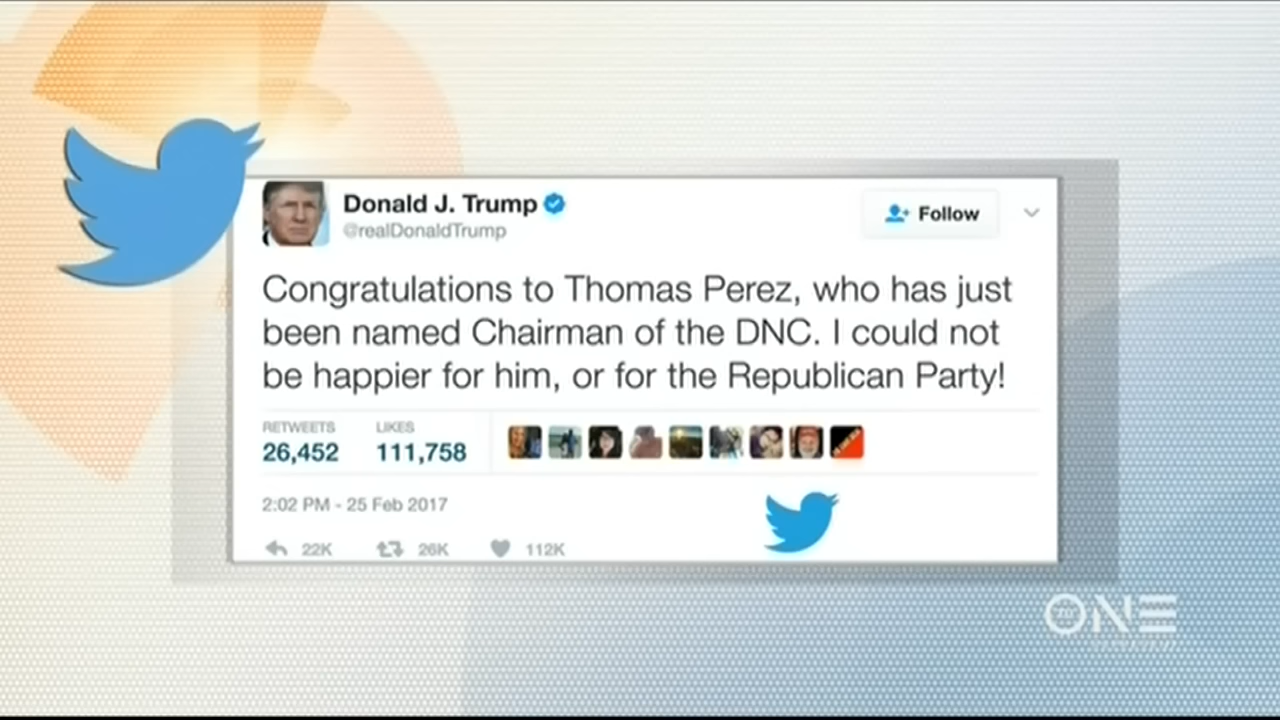 Donald J. Trump
@realDonaldTrump
Follow
Congratulations to Thomas Perez, who has just
been named Chairman of the DNC. I could not
be happier for him, or for the Republican Party!
RETWEETS LIKES
26,452 111,758
2:02 PM - 25 Feb 2017
22K 26K 112K
tv ONE